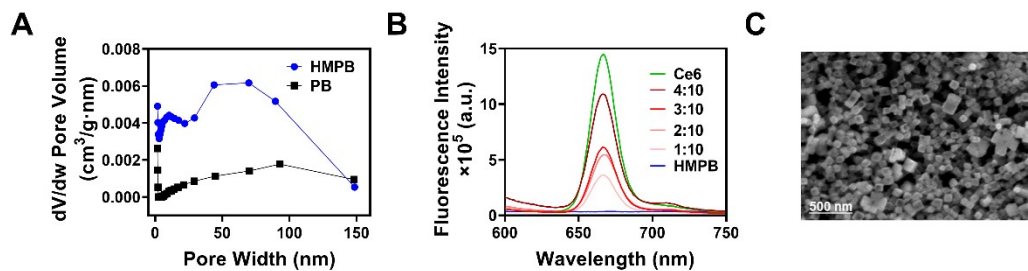 A
dV/dw Pore Volume
(cm³/g·nm)
0.008
0.006
0.004
0.002
0.000
HMPB
PB
0
50
100
150
Pore Width (nm)
B
Fluorescence Intensity
×10⁵ (a.u.)
15
10
5
0
Ce6
4:10
3:10
2:10
1:10
HMPB
600
650
700
750
Wavelength (nm)
C
500 nm